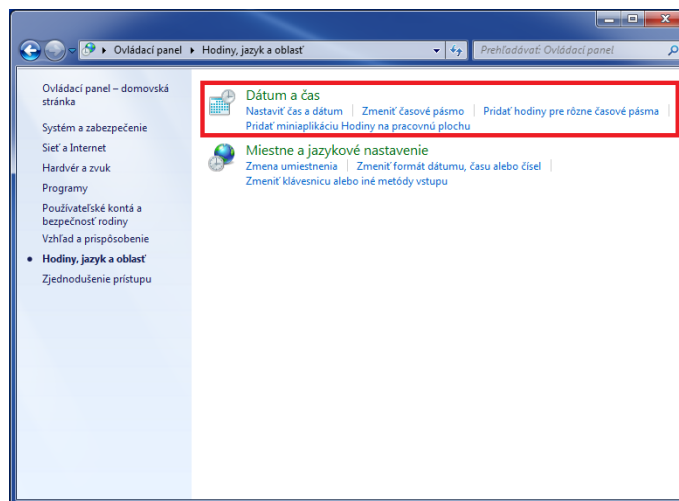 Ovládací panel ▸ Hodiny, jazyk a oblasť
Prehľadávať: Ovládací panel
Ovládací panel – domovská
stránka
Systém a zabezpečenie
Sieť a Internet
Hardvér a zvuk
Programy
Používateľské kontá a
bezpečnosť rodiny
Vzhľad a prispôsobenie
Hodiny, jazyk a oblasť
Zjednodušenie prístupu
Dátum a čas
Nastaviť čas a dátum | Zmeniť časové pásmo | Pridať hodiny pre rôzne časové pásma
Pridať miniaplikáciu Hodiny na pracovnú plochu
Miestne a jazykové nastavenie
Zmena umiestnenia | Zmeniť formát dátumu, času alebo čísel
Zmeniť klávesnicu alebo iné metódy vstupu